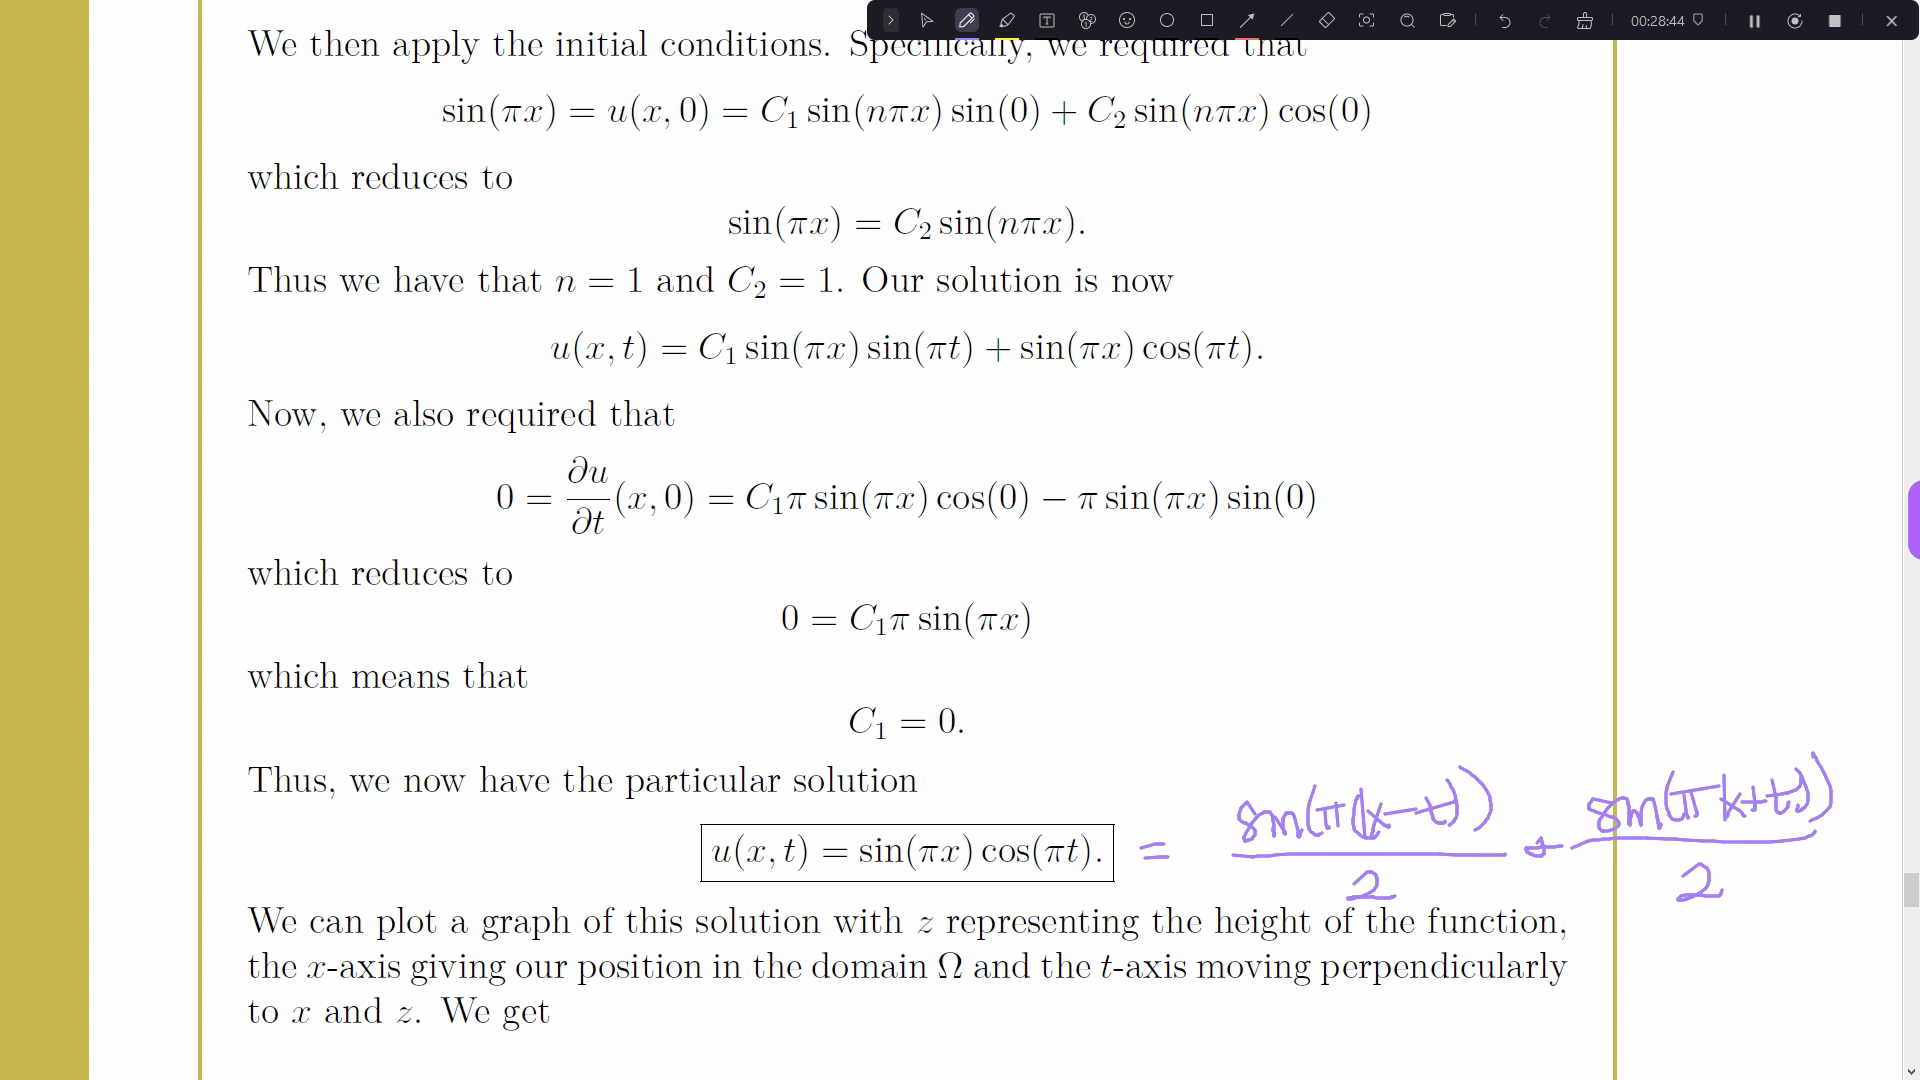 00:28:44
We then apply the initial conditions. Specifically, we required that
sin(πx) = u(x, 0) = C₁ sin(nπx) sin(0) + C₂ sin(nπx) cos(0)
which reduces to
sin(πx) = C₂ sin(nπx).
Thus we have that n = 1 and C₂ = 1. Our solution is now
u(x, t) = C₁ sin(πx) sin(πt) + sin(πx) cos(πt).
Now, we also required that
0 = ∂u/∂t (x, 0) = C₁π sin(πx) cos(0) − π sin(πx) sin(0)
which reduces to
0 = C₁π sin(πx)
which means that
C₁ = 0.
Thus, we now have the particular solution
u(x, t) = sin(πx) cos(πt). = sin(π(x−t))/2 + sin(π(x+t))/2
We can plot a graph of this solution with z representing the height of the function,
the x-axis giving our position in the domain Ω and the t-axis moving perpendicularly
to x and z. We get